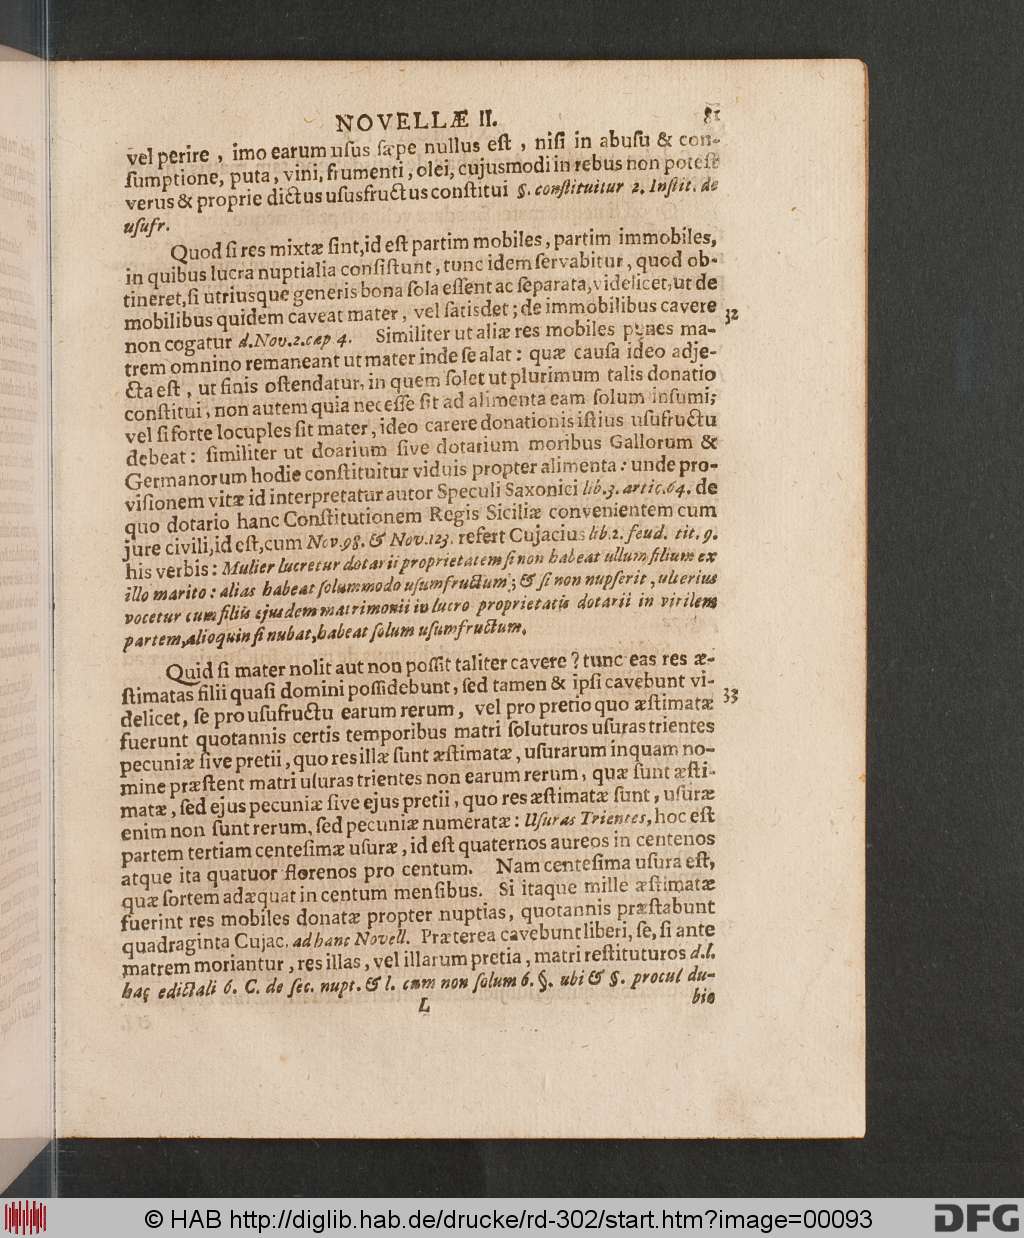 NOVELLÆ II. 81
vel perire , imo earum uſus ſæpe nullus eſt , niſi in abuſu & con-
ſumptione, puta, vini, frumenti, olei, cujusmodi in rebus non poteſt
verus & proprie dictus uſusfructus conſtitui §. conſtituitur 2. Inſtit. de
uſufr.
Quod ſi res mixtæ ſint, id eſt partim mobiles, partim immobiles,
in quibus lucra nuptialia conſiſtunt, tunc idem ſervabitur, quod ob-
tineret, ſi utriusque generis bona ſola eſſent ac ſeparata, videlicet, ut de
mobilibus quidem caveat mater, vel ſatisdet; de immobilibus cavere 32
non cogatur d. Nov. 2. cap 4. Similiter ut aliæ res mobiles penes ma-
trem omnino remaneant ut mater inde ſe alat: quæ cauſa ideo adje-
cta eſt, ut finis oſtendatur, in quem ſolet ut plurimum talis donatio
conſtitui, non autem quia neceſſe ſit ad alimenta eam ſolum inſumi;
vel ſi forte locuples ſit mater, ideo carere donationis iſtius uſufructu
debeat: ſimiliter ut doarium ſive dotarium moribus Gallorum &
Germanorum hodie conſtituitur viduis propter alimenta: unde pro-
viſionem vitæ id interpretatur autor Speculi Saxonici lib. 3. artic. 64. de
quo dotario hanc Conſtitutionem Regis Siciliæ convenientem cum
jure civili, id eſt, cum Nov. 98. & Nov. 123. refert Cujacius lib. 2. feud. tit. 9.
his verbis: Mulier lucretur dotarii proprietatem ſi non habeat ullum filium ex
illo marito: alias habeat ſolummodo uſumfructum; & ſi non nupſerit, ulterius
vocetur cum filiis ejusdem matrimonii in lucro proprietatis dotarii in virilem
partem, alioquin ſi nubat, habeat ſolum uſumfructum.
Quid ſi mater nolit aut non poſſit taliter cavere? tunc eas res æ-
ſtimatas filii quaſi domini poſſidebunt, ſed tamen & ipſi cavebunt vi- 33
delicet, ſe pro uſufructu earum rerum, vel pro pretio quo æſtimatæ
fuerunt quotannis certis temporibus matri ſoluturos uſuras trientes
pecuniæ ſive pretii, quo res illæ ſunt æſtimatæ, uſurarum inquam no-
mine præſtent matri uſuras trientes non earum rerum, quæ ſunt æſti-
matæ, ſed ejus pecuniæ ſive ejus pretii, quo res æſtimatæ ſunt, uſuræ
enim non ſunt rerum, ſed pecuniæ numeratæ: Uſuras Trientes, hoc eſt
partem tertiam centeſimæ uſuræ, id eſt quaternos aureos in centenos
atque ita quatuor florenos pro centum. Nam centeſima uſura eſt,
quæ ſortem adæquat in centum menſibus. Si itaque mille æſtimatæ
fuerint res mobiles donatæ propter nuptias, quotannis præſtabunt
quadraginta Cujac. ad hanc Novell. Præterea cavebunt liberi, ſe, ſi ante
matrem moriantur, res illas, vel illarum pretia, matri reſtituturos d. l.
haç edictali 6. C. de ſec. nupt. & l. cum non ſolum 6. §. ubi & §. procul du-
L bio
© HAB http://diglib.hab.de/drucke/rd-302/start.htm?image=00093 DFG